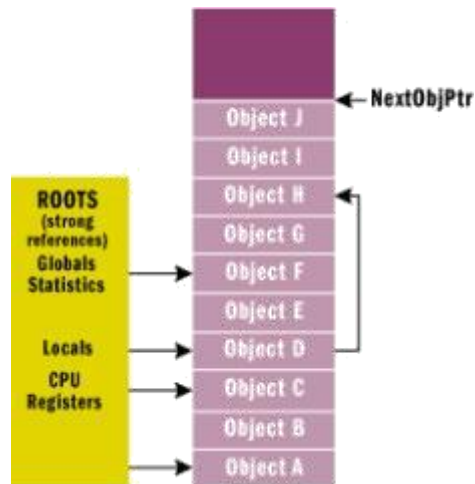 NextObjPtr
Object J
Object I
Object H
Object G
Object F
Object E
Object D
Object C
Object B
Object A
ROOTS
(strong
references)
Globals
Statistics
Locals
CPU
Registers